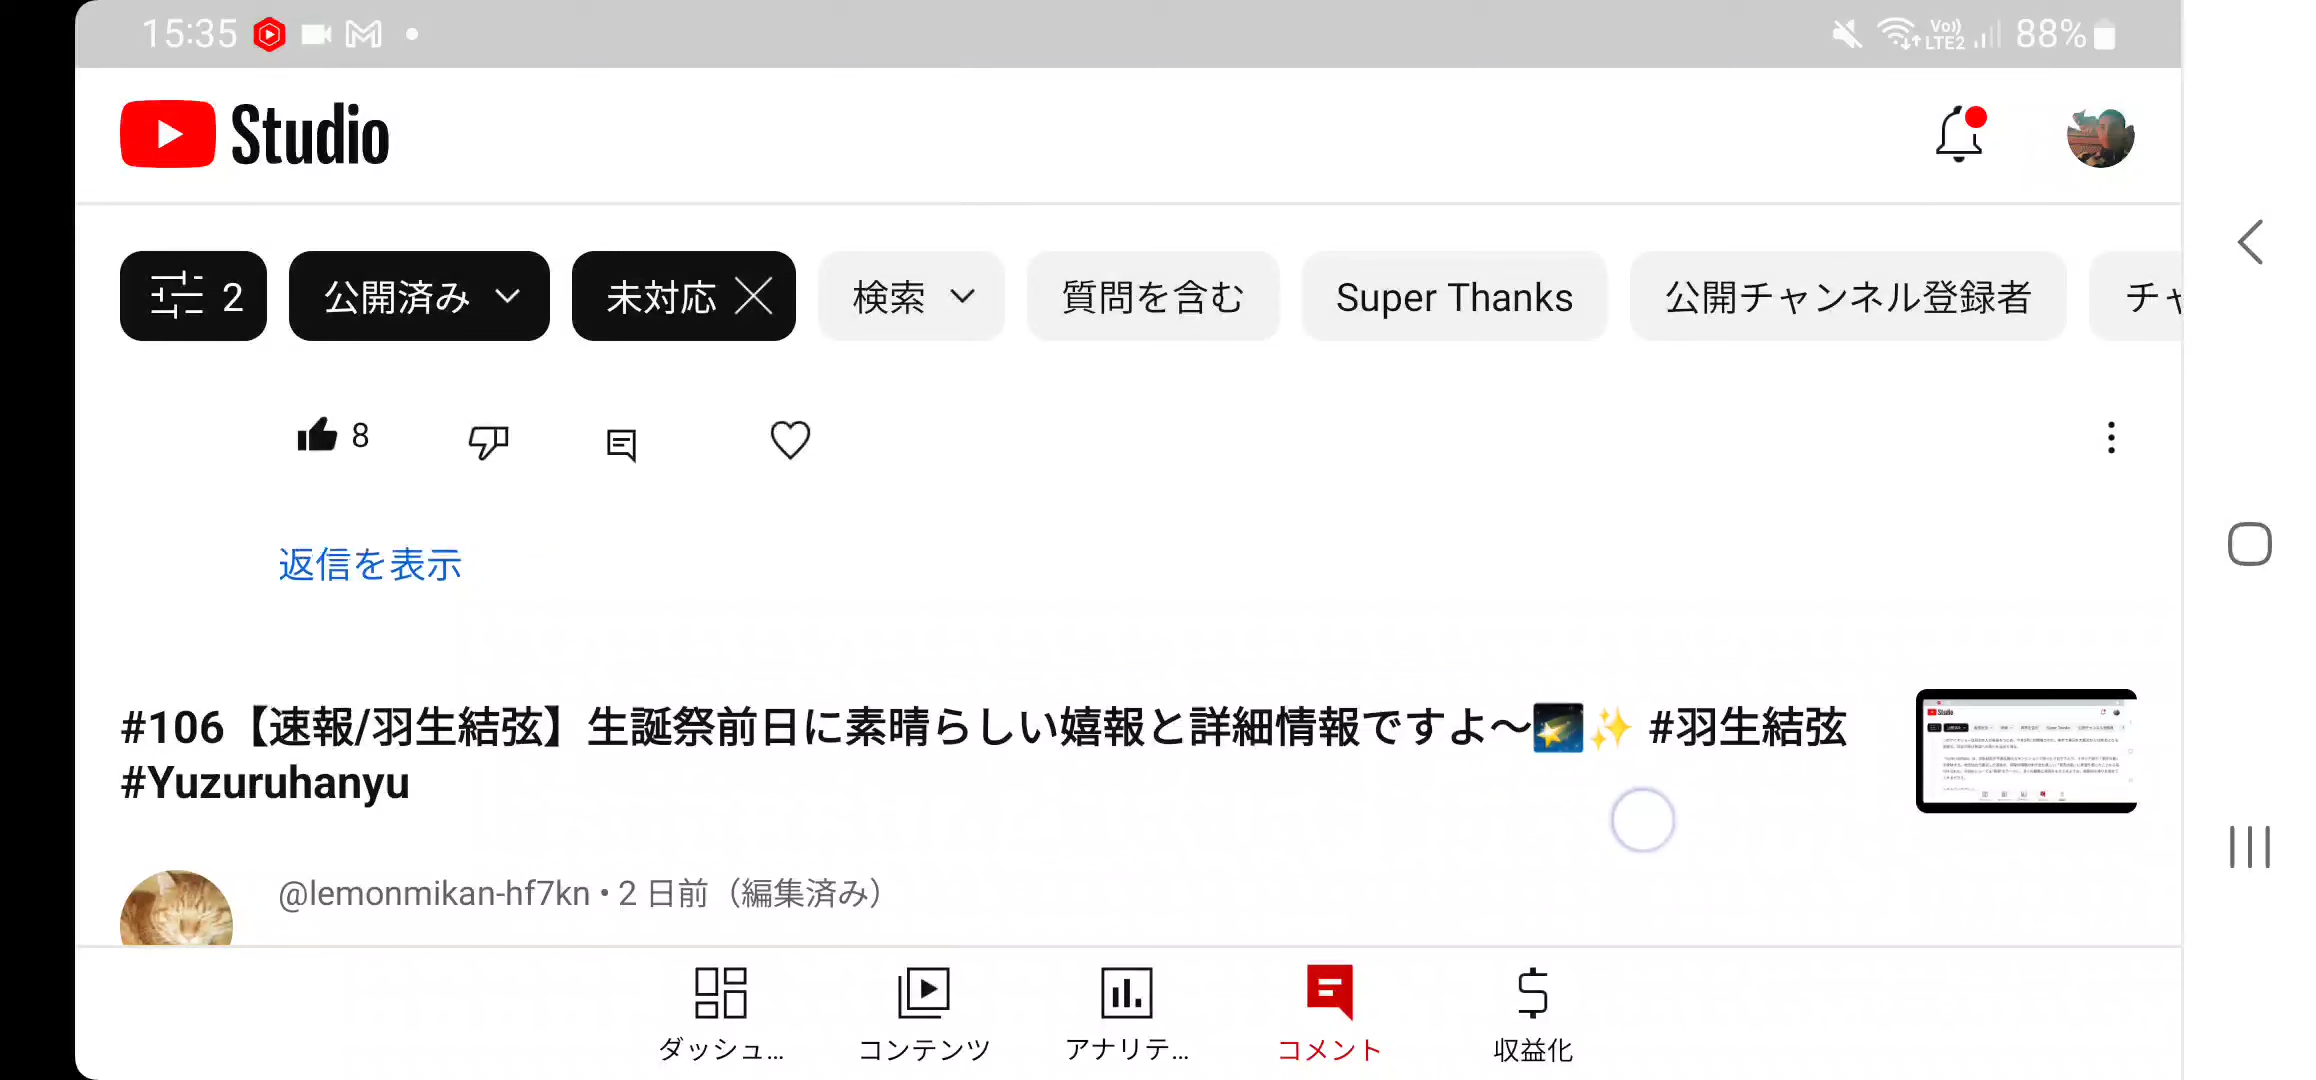 15:35
Vo))
LTE2
88%
Studio
2
公開済み
未対応
検索
質問を含む
Super Thanks
公開チャンネル登録者
チャ
8
返信を表示
#106【速報/羽生結弦】生誕祭前日に素晴らしい嬉報と詳細情報ですよ〜🌠✨ #羽生結弦
#Yuzuruhanyu
@lemonmikan-hf7kn • 2 日前（編集済み）
ダッシュ...
コンテンツ
アナリテ...
コメント
収益化